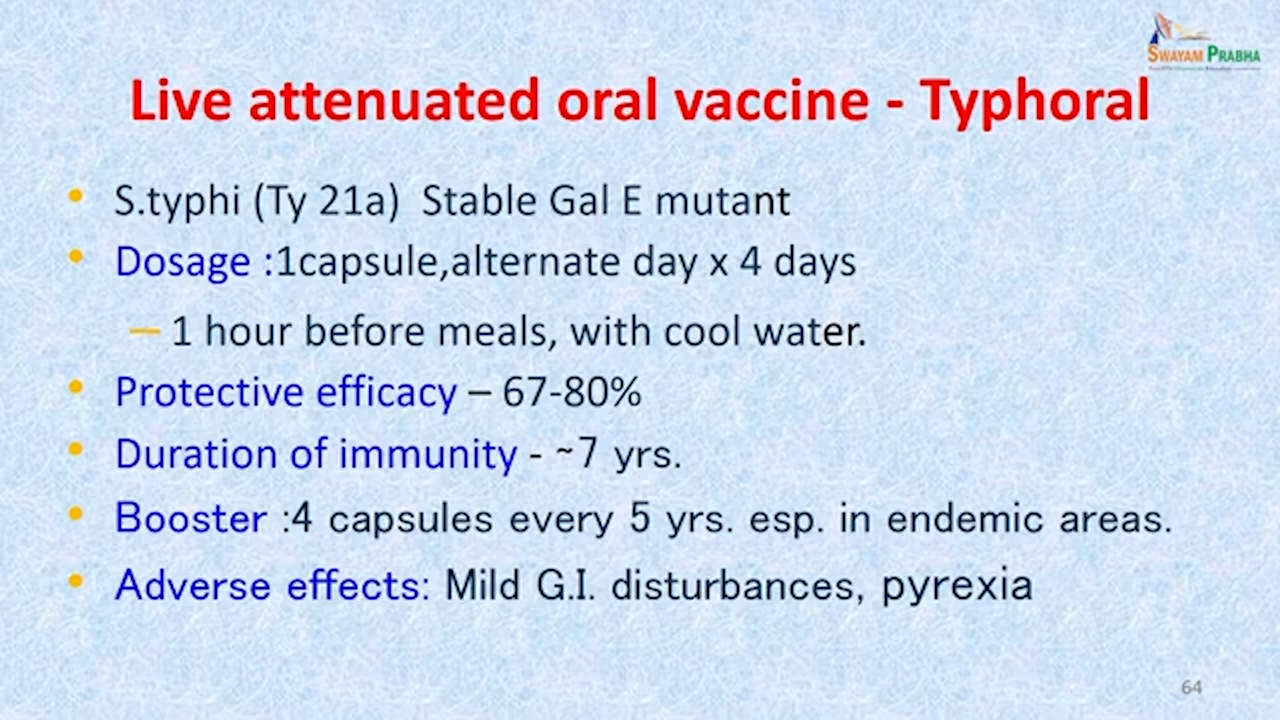 SWAYAM PRABHA
Live attenuated oral vaccine - Typhoral
• S.typhi (Ty 21a) Stable Gal E mutant
• Dosage :1capsule,alternate day x 4 days
– 1 hour before meals, with cool water.
• Protective efficacy – 67-80%
• Duration of immunity - ~7 yrs.
• Booster :4 capsules every 5 yrs. esp. in endemic areas.
• Adverse effects: Mild G.I. disturbances, pyrexia
64